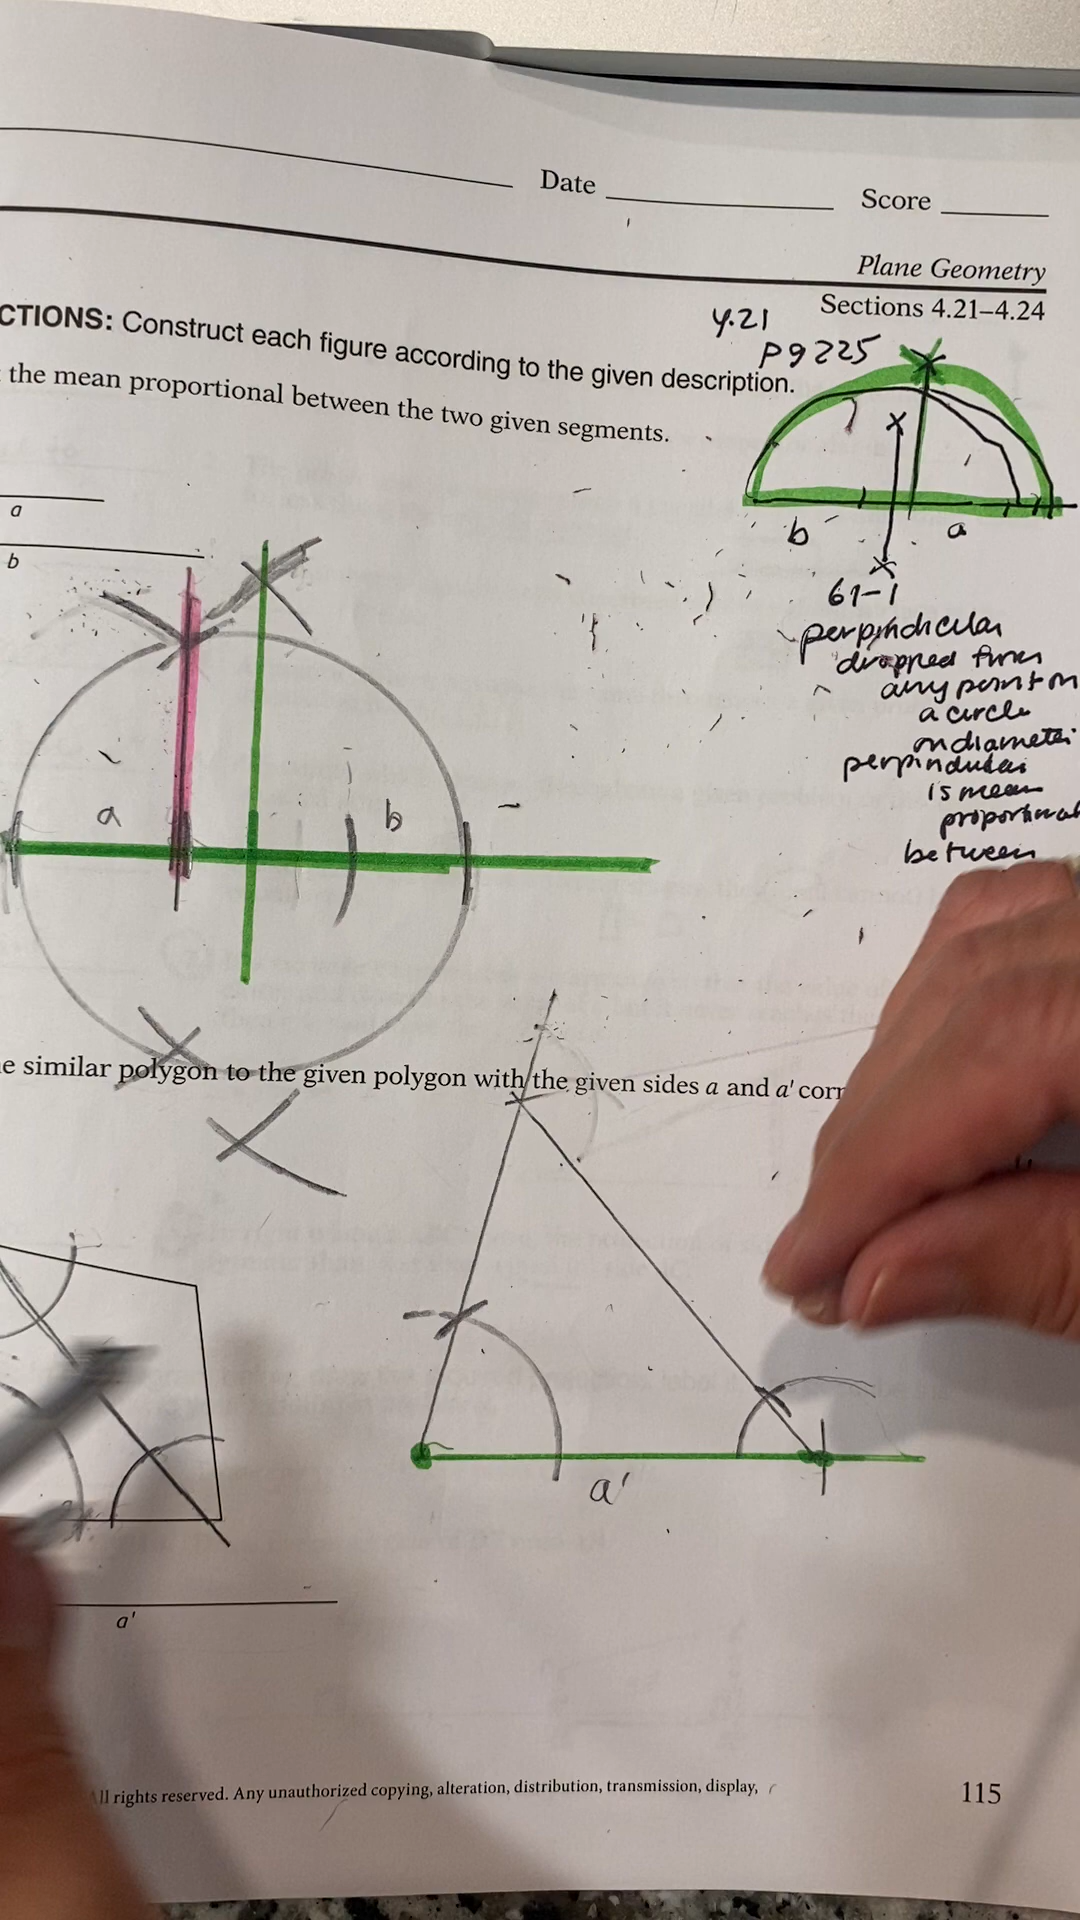 Date
Score
Plane Geometry
Sections 4.21–4.24
4.21
pg 225
CTIONS: Construct each figure according to the given description.
the mean proportional between the two given segments.
a
b
b
a
61-1
perpindicular
dropped from
any point on
a circle
on diameter
perpindular
is mean
proportional
between
a
b
e similar polygon to the given polygon with the given sides a and a' corr
a'
a'
All rights reserved. Any unauthorized copying, alteration, distribution, transmission, display,
115